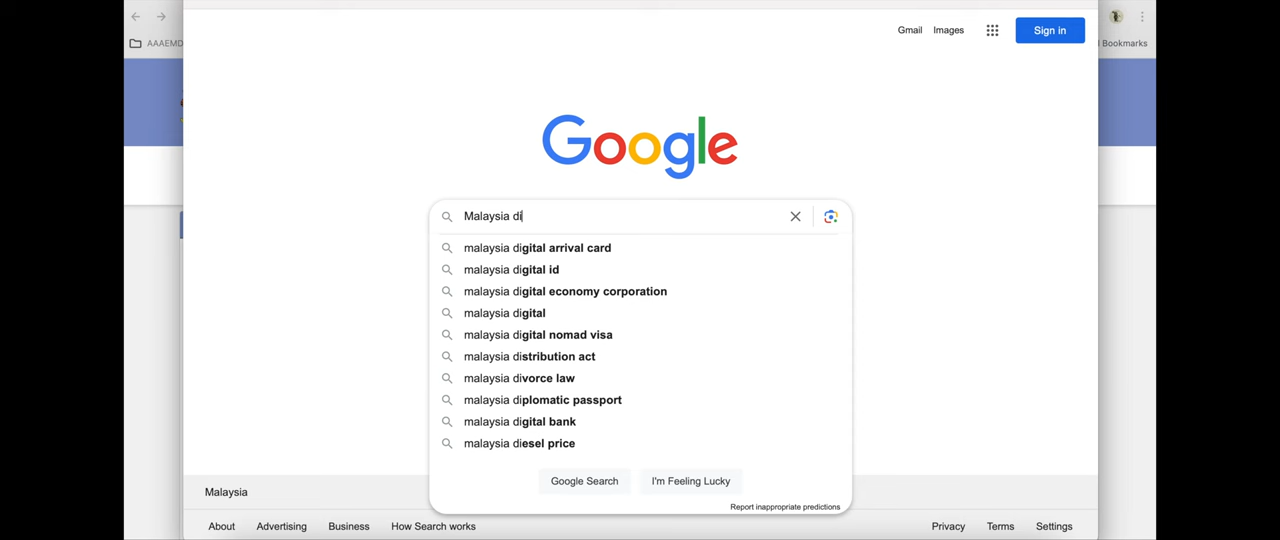 AAAEMD
Gmail Images Sign in
l Bookmarks
Google
Malaysia di
malaysia digital arrival card
malaysia digital id
malaysia digital economy corporation
malaysia digital
malaysia digital nomad visa
malaysia distribution act
malaysia divorce law
malaysia diplomatic passport
malaysia digital bank
malaysia diesel price
Google Search I'm Feeling Lucky
Report inappropriate predictions
Malaysia
About Advertising Business How Search works Privacy Terms Settings